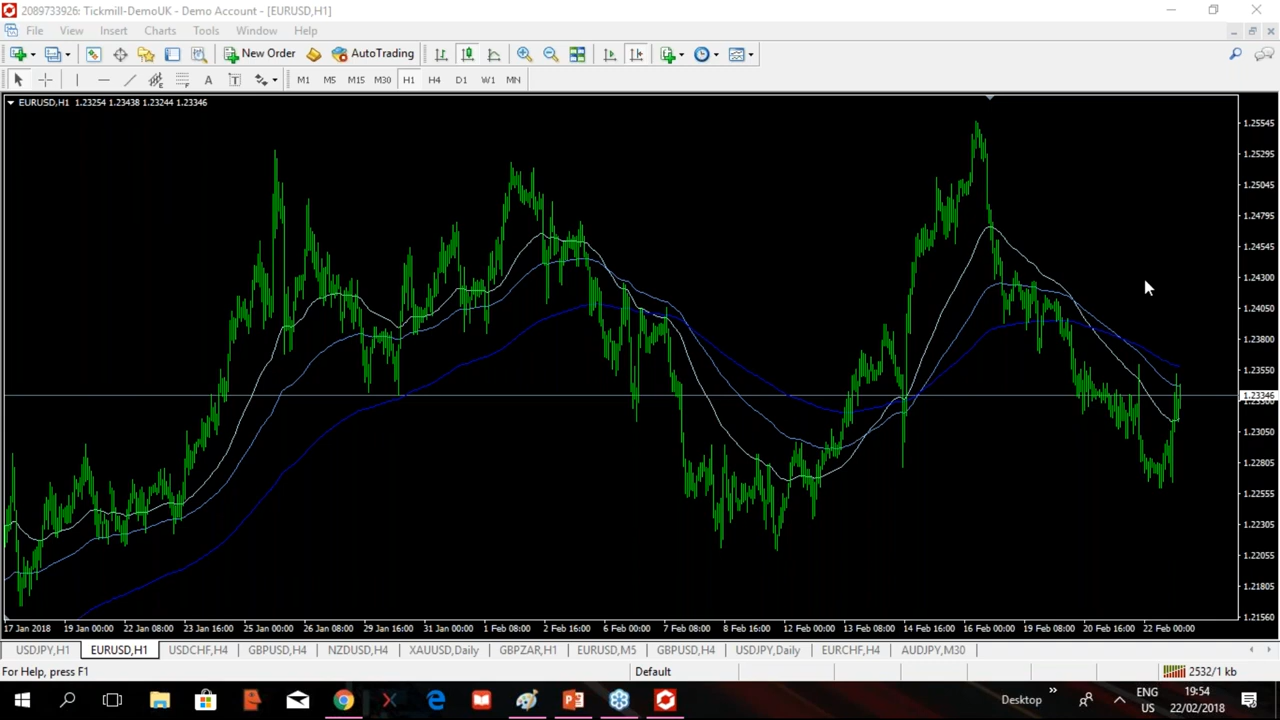 2089733926: Tickmill-DemoUK - Demo Account - [EURUSD,H1]
File View Insert Charts Tools Window Help
New Order AutoTrading
A T M1 M5 M15 M30 H1 H4 D1 W1 MN
EURUSD,H1 1.23254 1.23438 1.23244 1.23346
1.25545
1.25295
1.25045
1.24795
1.24545
1.24300
1.24050
1.23800
1.23550
1.23346
1.23300
1.23050
1.22805
1.22555
1.22305
1.22055
1.21805
1.21560
17 Jan 2018 19 Jan 00:00 22 Jan 08:00 23 Jan 16:00 25 Jan 00:00 26 Jan 08:00 29 Jan 16:00 31 Jan 00:00 1 Feb 08:00 2 Feb 16:00 6 Feb 00:00 7 Feb 08:00 8 Feb 16:00 12 Feb 00:00 13 Feb 08:00 14 Feb 16:00 16 Feb 00:00 19 Feb 08:00 20 Feb 16:00 22 Feb 00:00
USDJPY,H1 EURUSD,H1 USDCHF,H4 GBPUSD,H4 NZDUSD,H4 XAUUSD,Daily GBPZAR,H1 EURUSD,M5 GBPUSD,H4 USDJPY,Daily EURCHF,H4 AUDJPY,M30
For Help, press F1 Default 2532/1 kb
Desktop ENG 19:54
US 22/02/2018